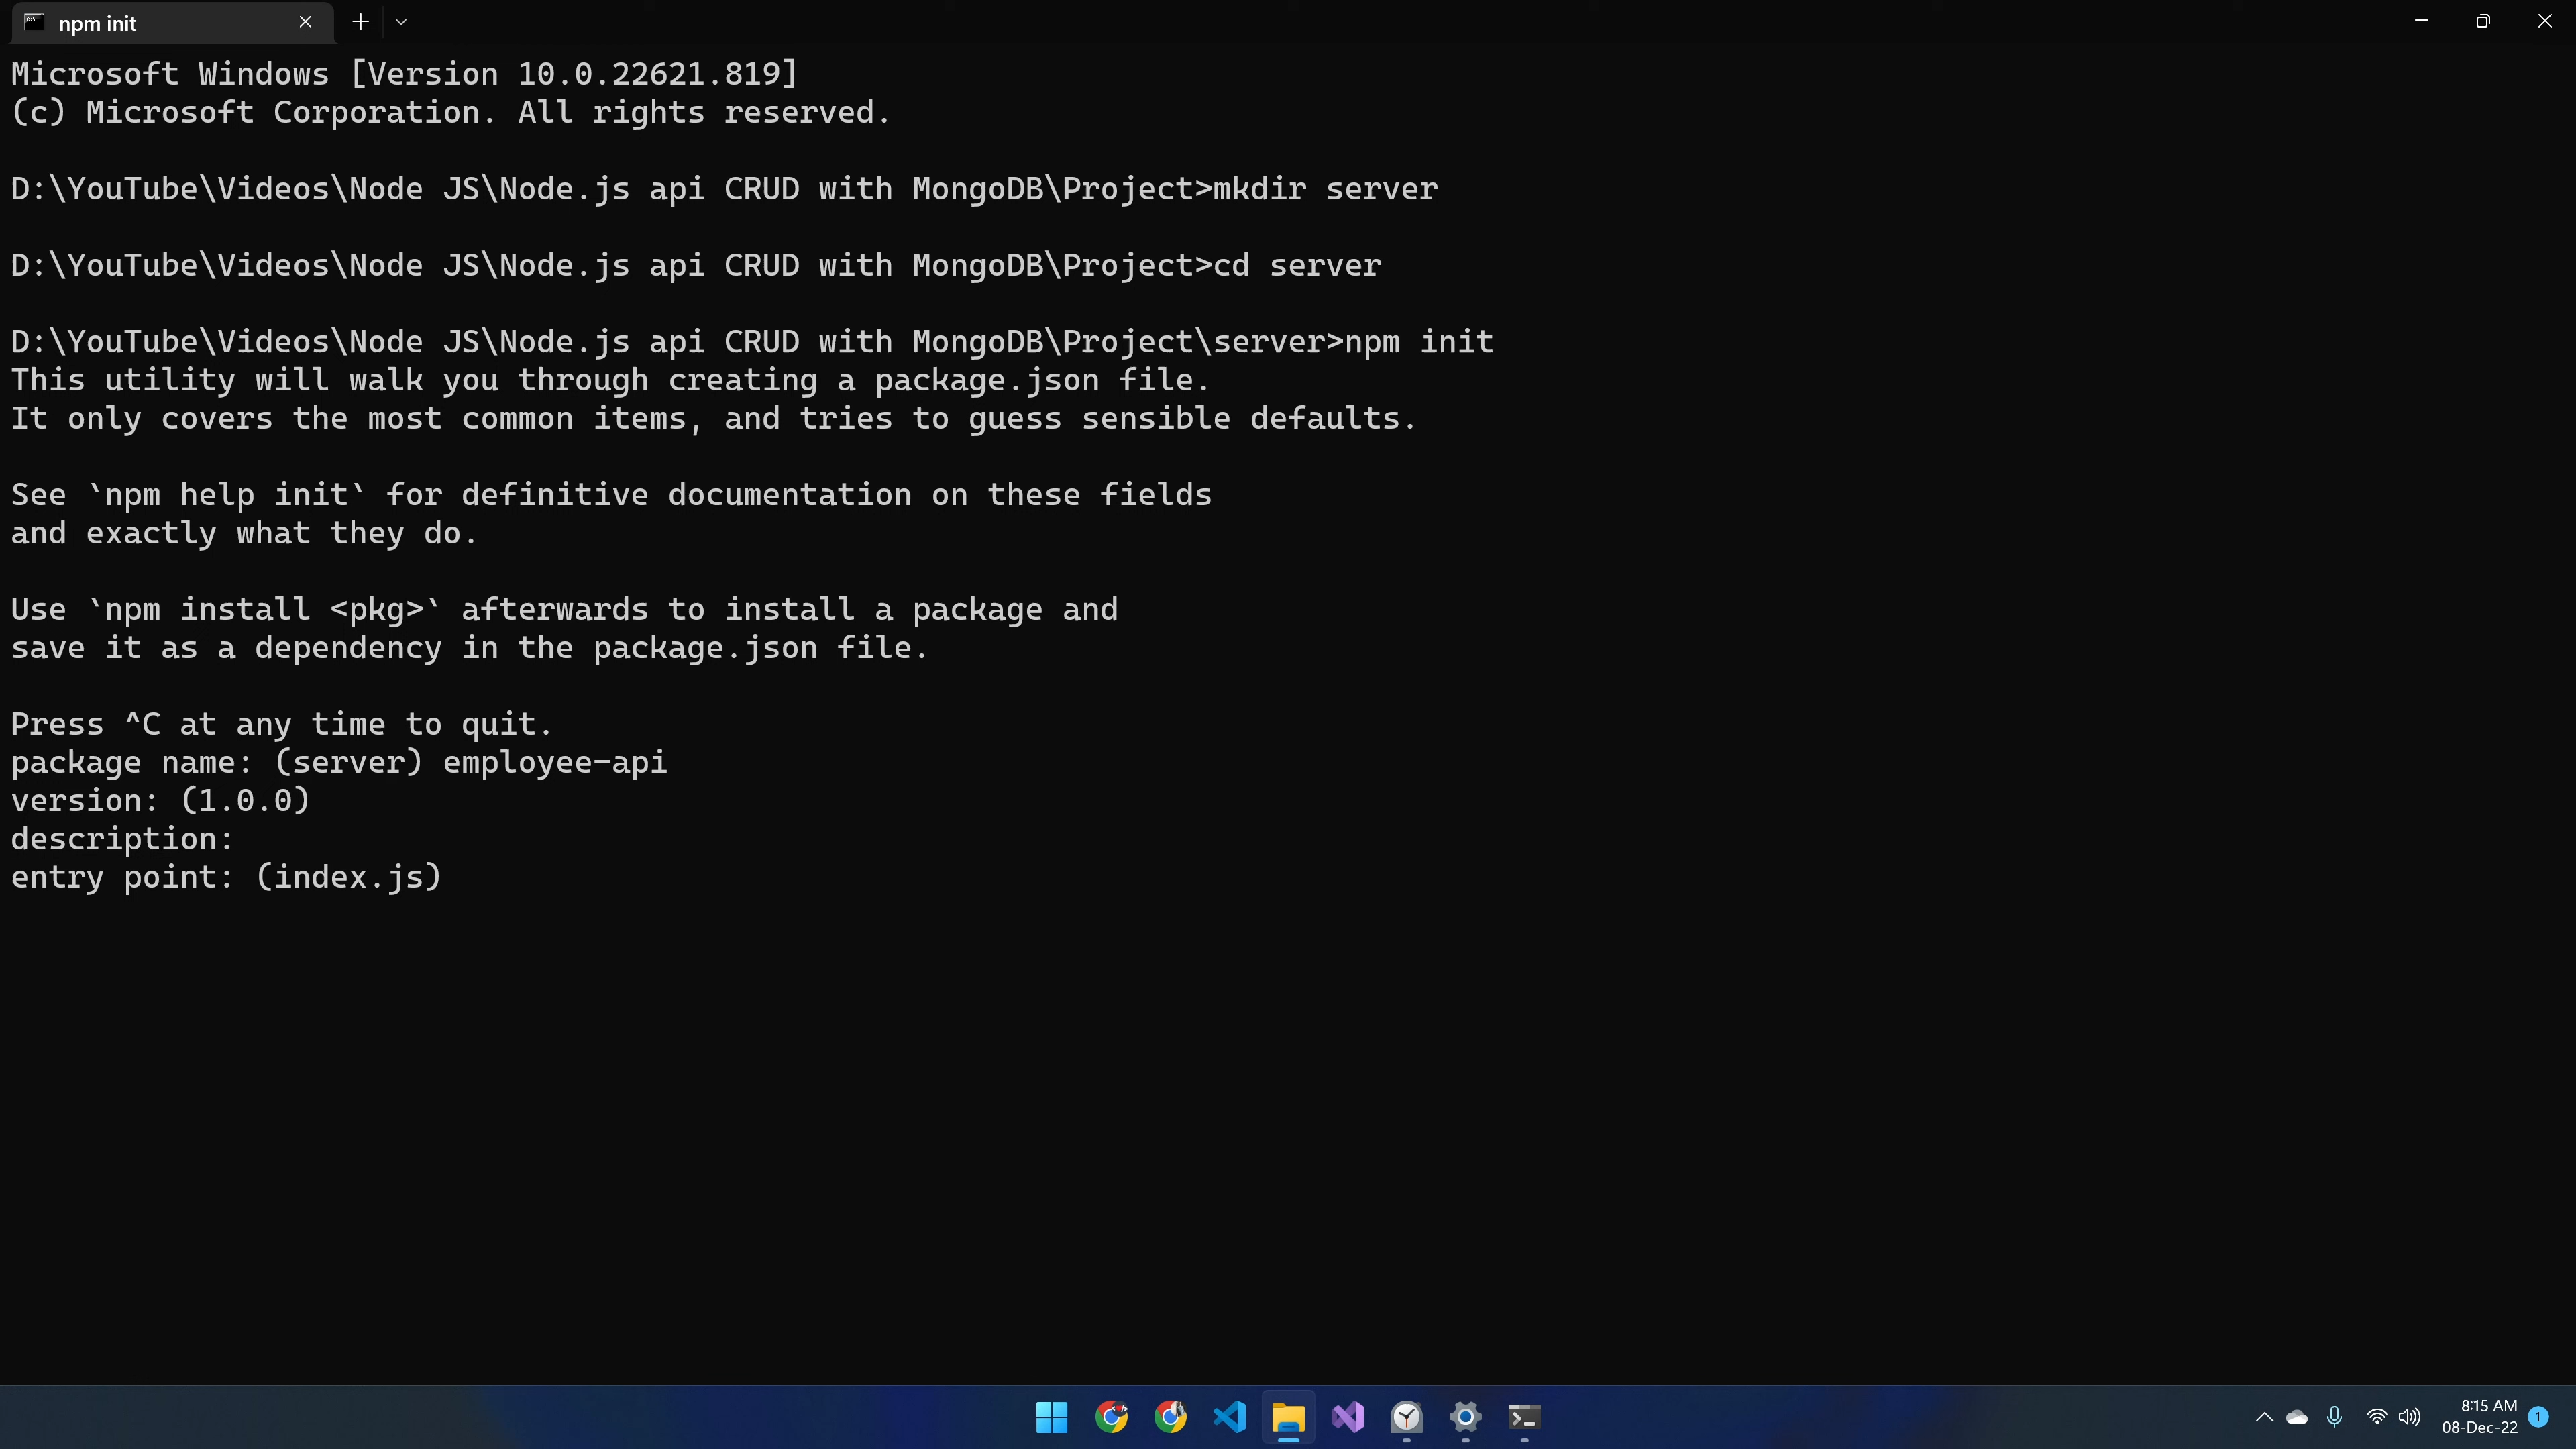 npm init
Microsoft Windows [Version 10.0.22621.819]
(c) Microsoft Corporation. All rights reserved.
D:\YouTube\Videos\Node JS\Node.js api CRUD with MongoDB\Project>mkdir server
D:\YouTube\Videos\Node JS\Node.js api CRUD with MongoDB\Project>cd server
D:\YouTube\Videos\Node JS\Node.js api CRUD with MongoDB\Project\server>npm init
This utility will walk you through creating a package.json file.
It only covers the most common items, and tries to guess sensible defaults.
See `npm help init` for definitive documentation on these fields
and exactly what they do.
Use `npm install <pkg>` afterwards to install a package and
save it as a dependency in the package.json file.
Press ^C at any time to quit.
package name: (server) employee-api
version: (1.0.0)
description:
entry point: (index.js)
8:15 AM
08-Dec-22
1